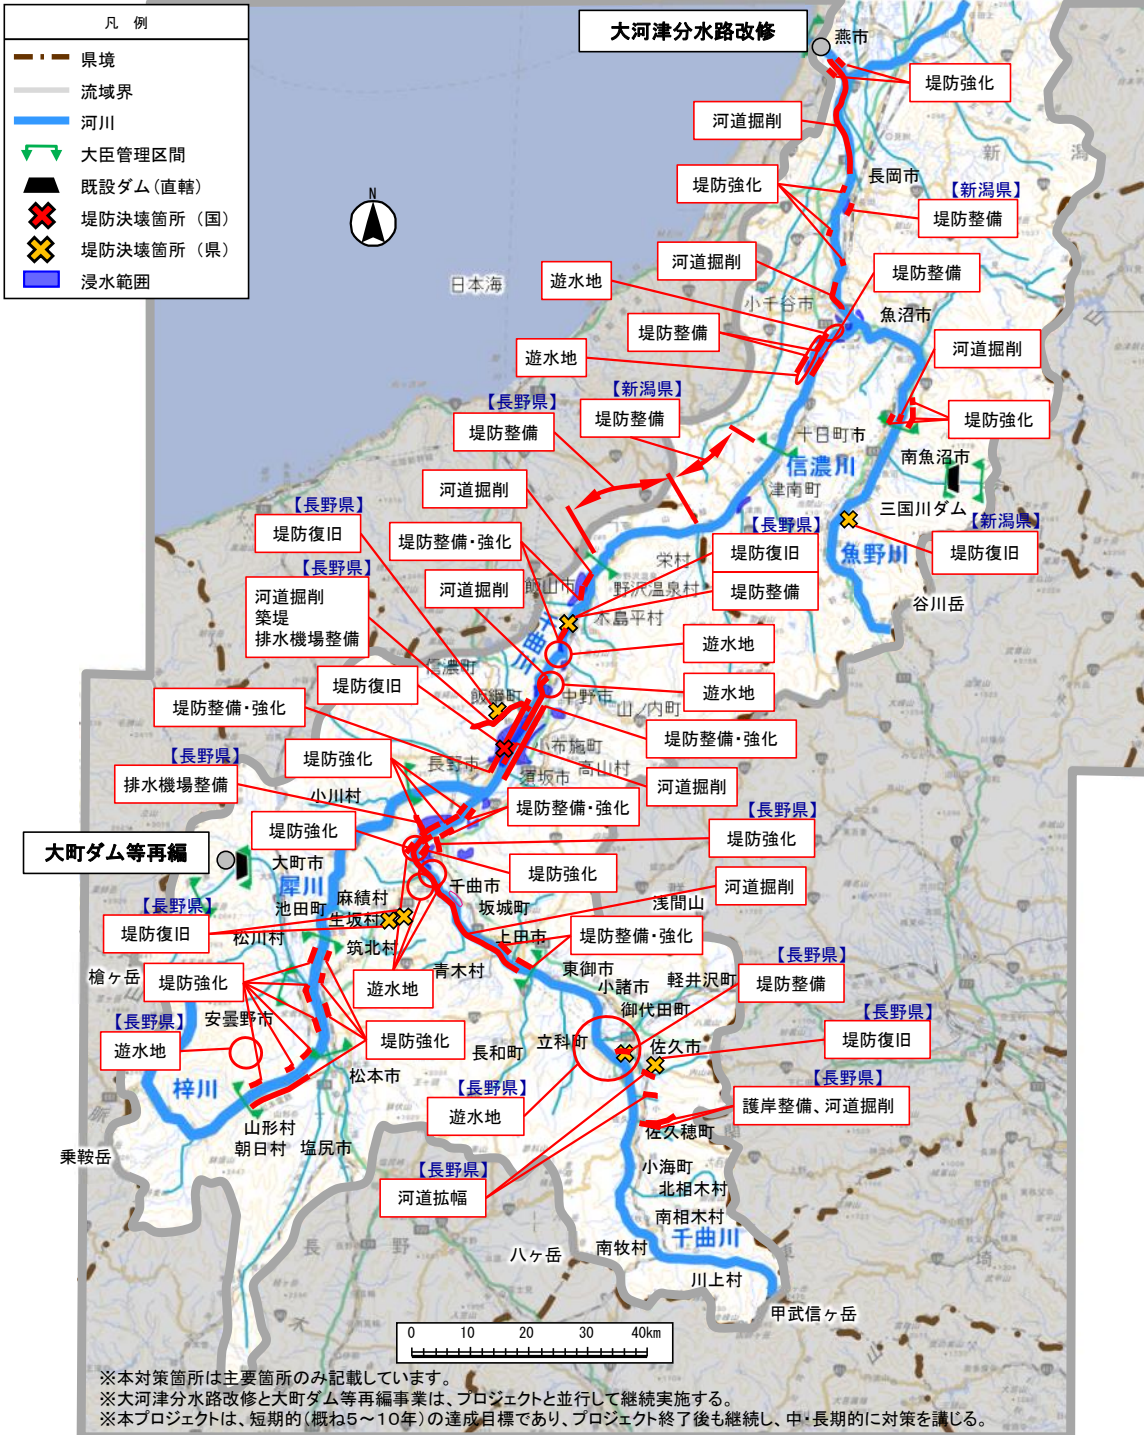 凡 例
県境
流域界
河川
大臣管理区間
既設ダム(直轄)
堤防決壊箇所（国）
堤防決壊箇所（県）
浸水範囲
大河津分水路改修
燕市
堤防強化
河道掘削
新
潟
長岡市
堤防強化
【新潟県】
堤防整備
N
日本海
河道掘削
堤防整備
遊水地
小千谷市
魚沼市
堤防整備
河道掘削
遊水地
【新潟県】
堤防整備
【長野県】
堤防整備
堤防強化
十日町市
信濃川
南魚沼市
津南町
三国川ダム
河道掘削
【長野県】
堤防復旧
【長野県】
堤防復旧
【新潟県】
堤防復旧
堤防整備・強化
魚野川
栄村
【長野県】
河道掘削
築堤
排水機場整備
河道掘削
飯山市
野沢温泉村
堤防整備
木島平村
谷川岳
千曲川
遊水地
信濃町
堤防復旧
飯綱町
中野市
遊水地
堤防整備・強化
山ノ内町
堤防整備・強化
小布施町
【長野県】
排水機場整備
堤防強化
長野市
高山村
須坂市
河道掘削
小川村
堤防整備・強化
【長野県】
堤防強化
堤防強化
大町ダム等再編
大町市
堤防強化
犀川
麻績村
千曲市
河道掘削
池田町
坂城町
浅間山
【長野県】
堤防復旧
生坂村
松川村
筑北村
上田市
堤防整備・強化
青木村
東御市
槍ヶ岳
堤防強化
遊水地
小諸市
軽井沢町
【長野県】
堤防整備
御代田町
安曇野市
【長野県】
遊水地
堤防強化
立科町
佐久市
【長野県】
堤防復旧
長和町
松本市
梓川
【長野県】
遊水地
【長野県】
護岸整備、河道掘削
山形村
朝日村
塩尻市
佐久穂町
乗鞍岳
【長野県】
河道拡幅
小海町
北相木村
南相木村
千曲川
長
野
八ヶ岳
南牧村
埼
川上村
甲武信ヶ岳
0 10 20 30 40km
※本対策箇所は主要箇所のみ記載しています。
※大河津分水路改修と大町ダム等再編事業は、プロジェクトと並行して継続実施する。
※本プロジェクトは、短期的(概ね5～10年)の達成目標であり、プロジェクト終了後も継続し、中・長期的に対策を講じる。